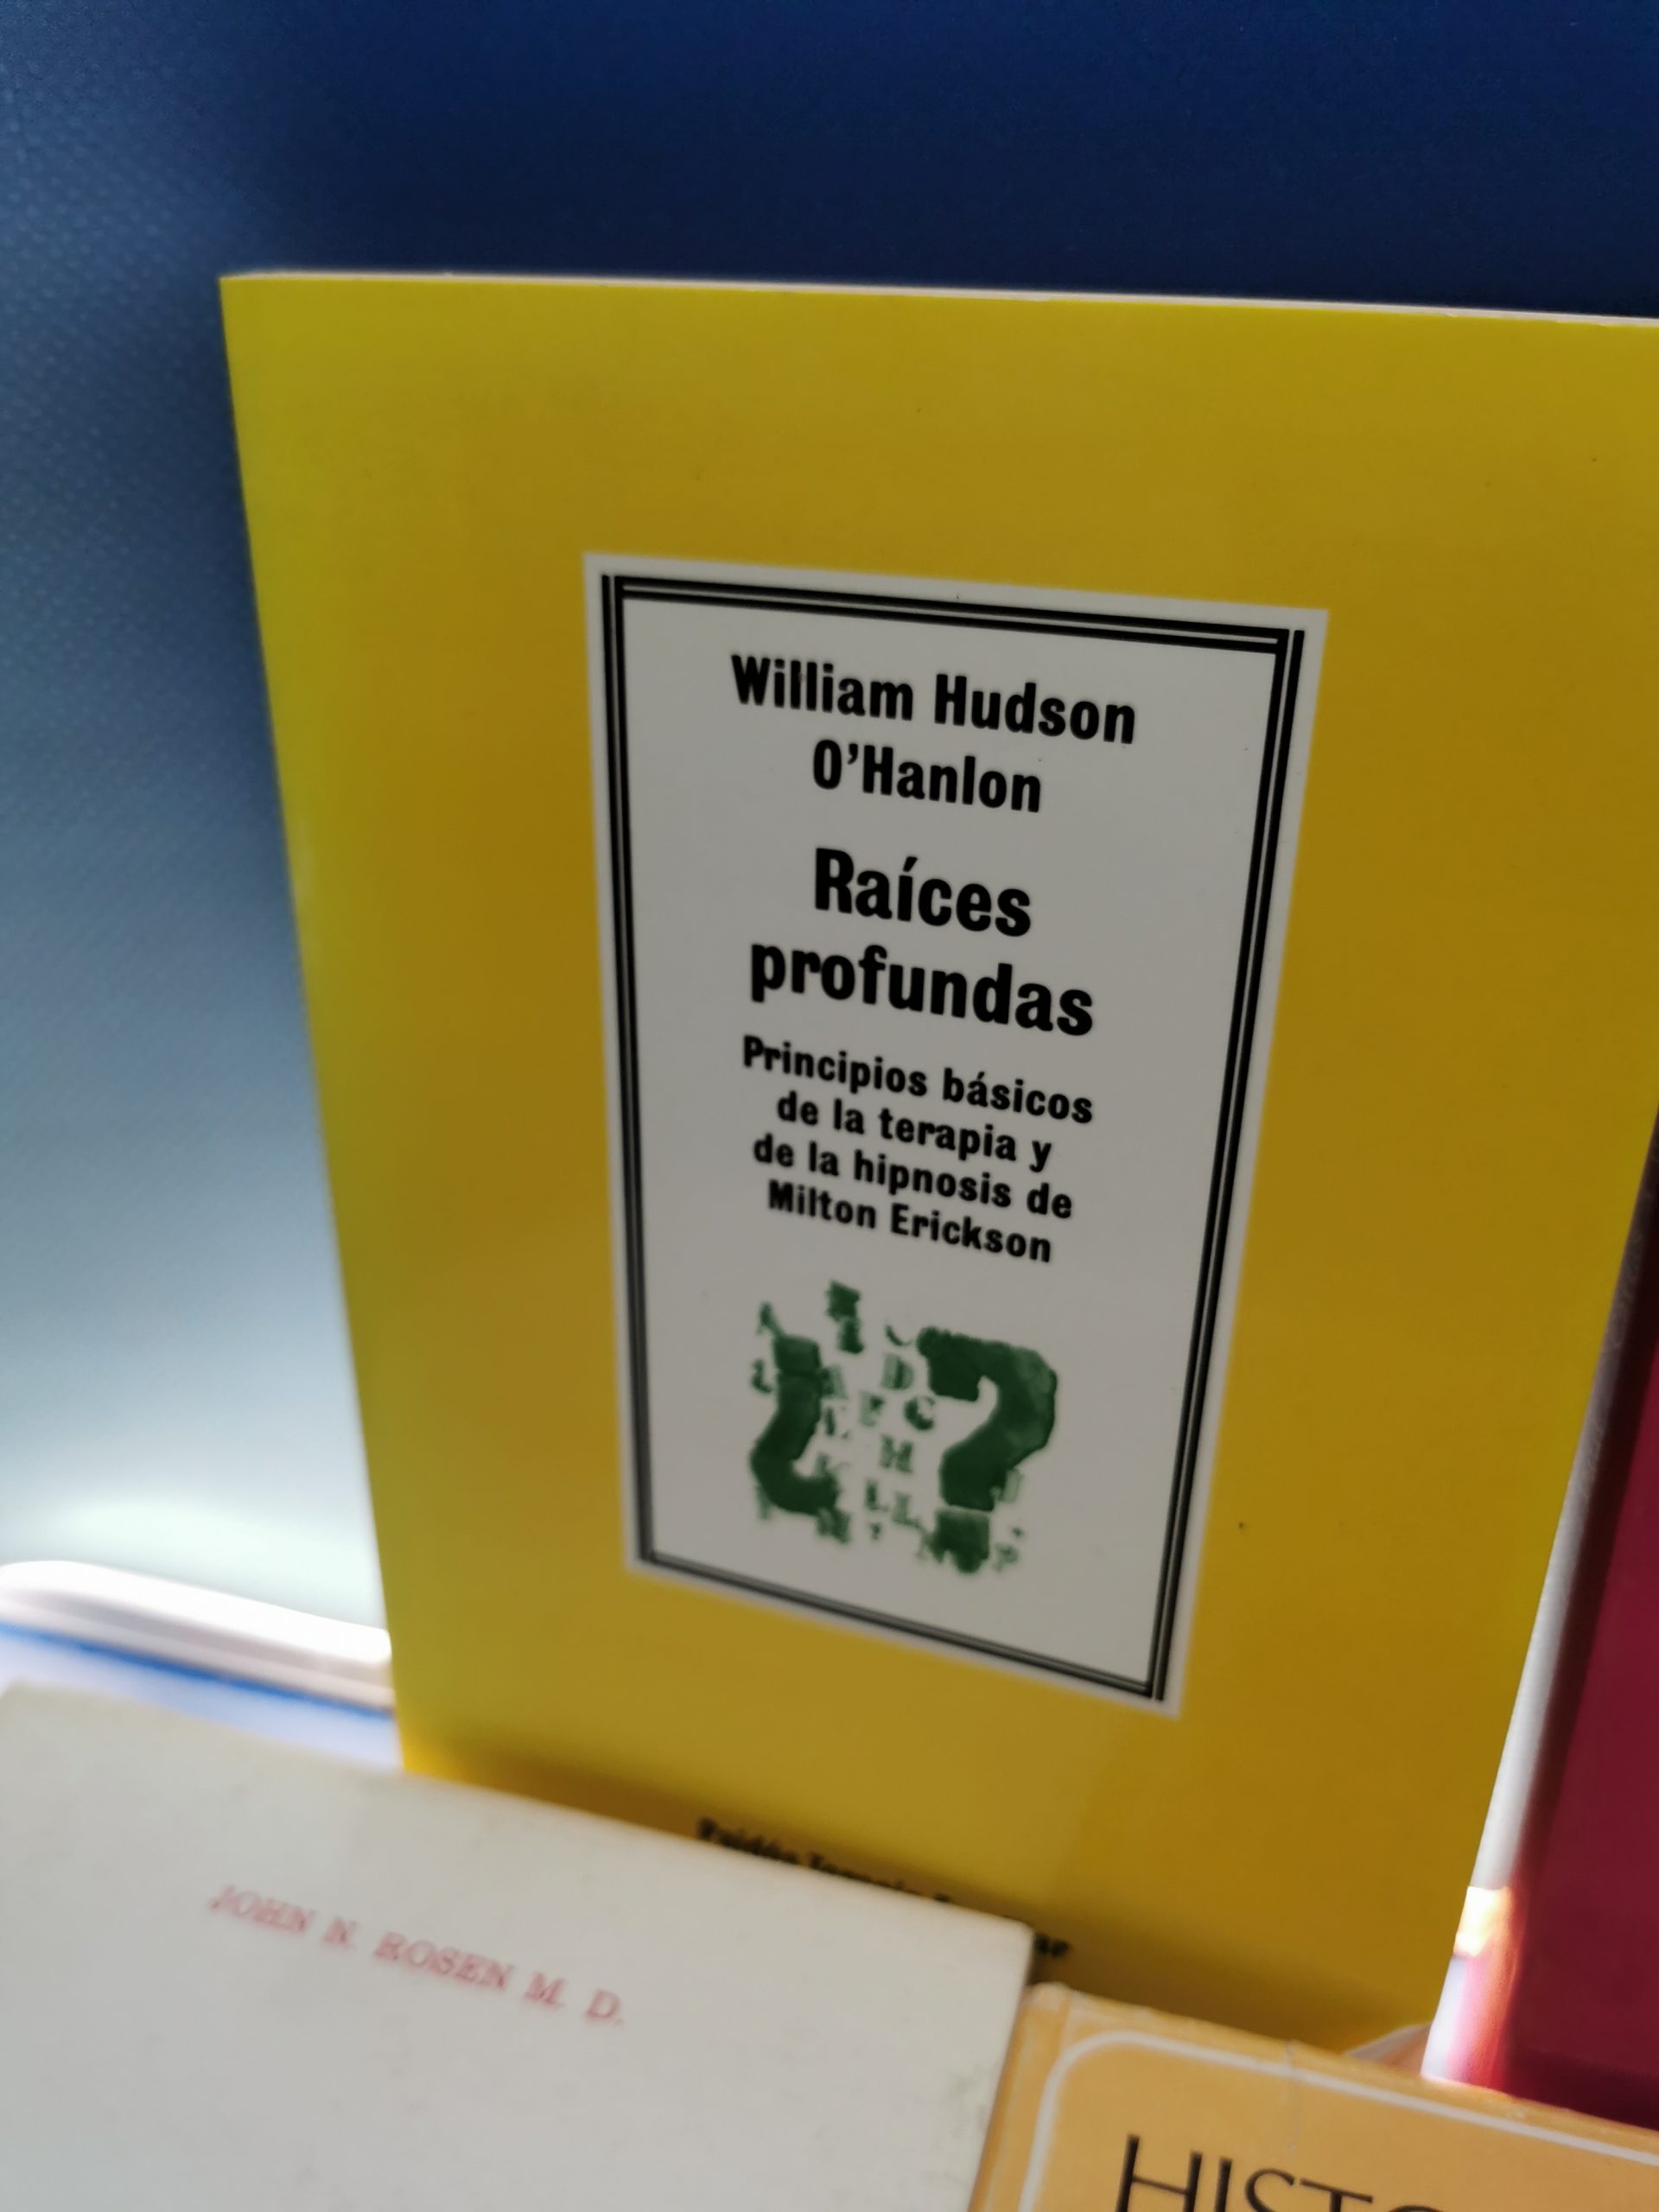 William Hudson
O'Hanlon
Raíces
profundas
Principios básicos
de la terapia y
de la hipnosis de
Milton Erickson
¿?
JOHN N. ROSEN M. D.